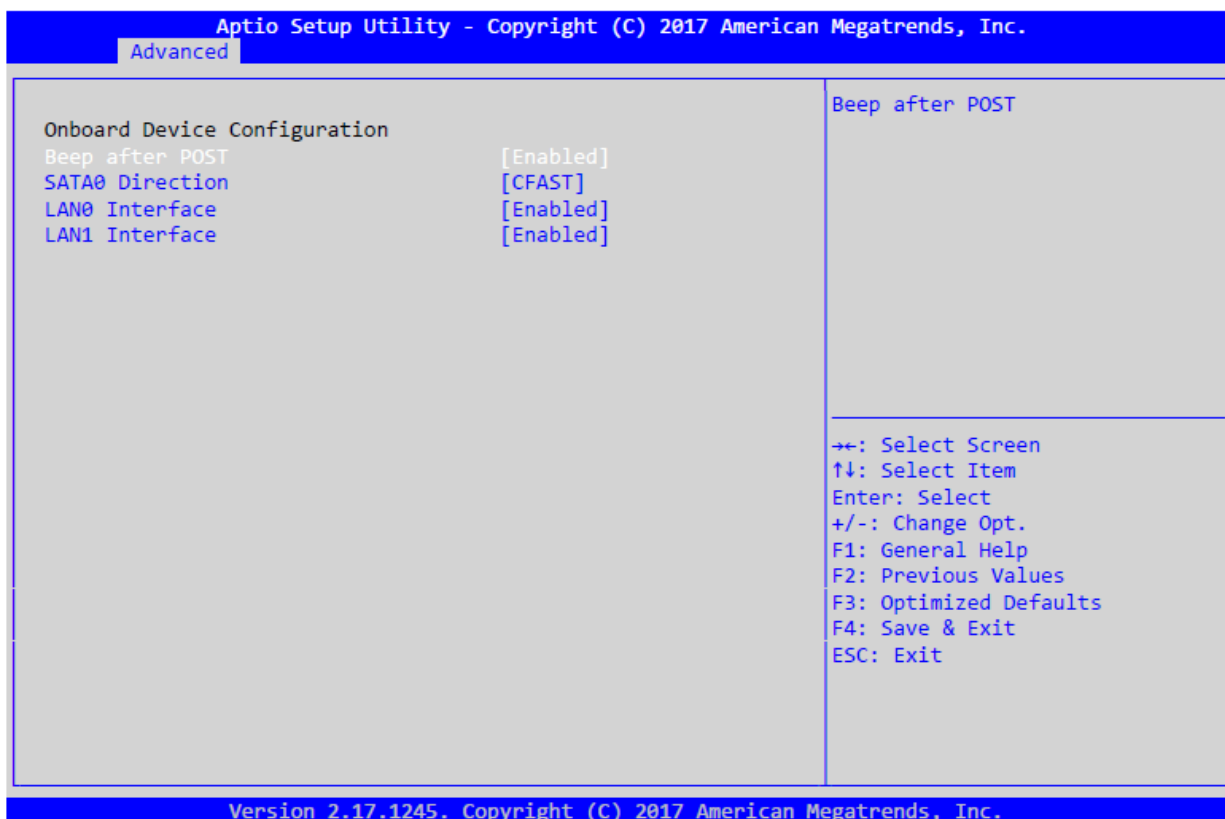 Aptio Setup Utility - Copyright (C) 2017 American Megatrends, Inc.
Advanced
Onboard Device Configuration
Beep after POST [Enabled]
SATA0 Direction [CFAST]
LAN0 Interface [Enabled]
LAN1 Interface [Enabled]
Beep after POST
→←: Select Screen
↑↓: Select Item
Enter: Select
+/-: Change Opt.
F1: General Help
F2: Previous Values
F3: Optimized Defaults
F4: Save & Exit
ESC: Exit
Version 2.17.1245. Copyright (C) 2017 American Megatrends, Inc.